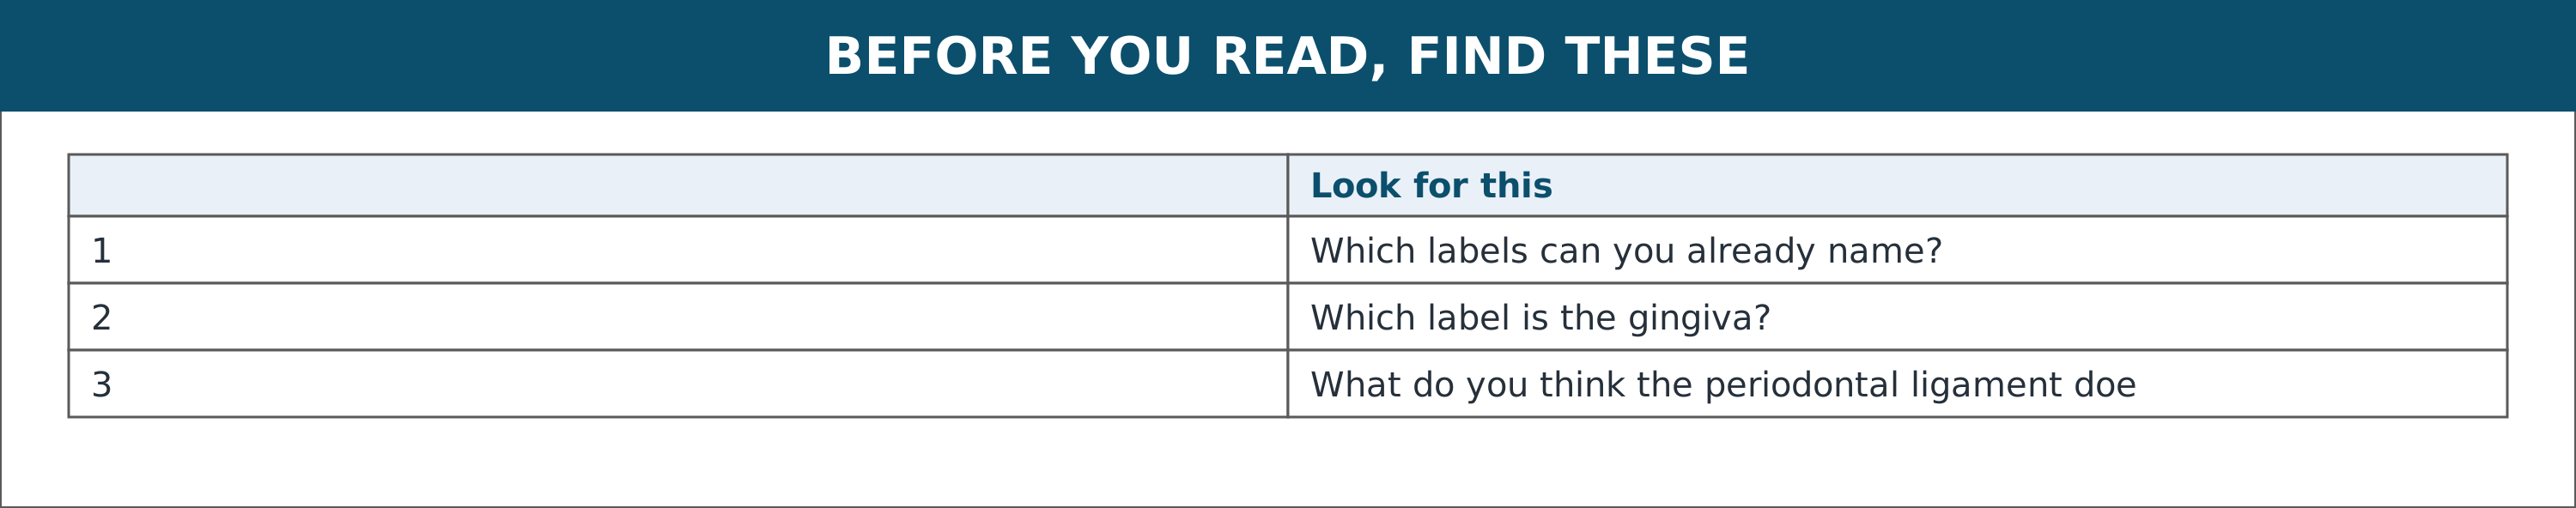 BEFORE YOU READ, FIND THESE
Look for this
1 Which labels can you already name?
2 Which label is the gingiva?
3 What do you think the periodontal ligament doe